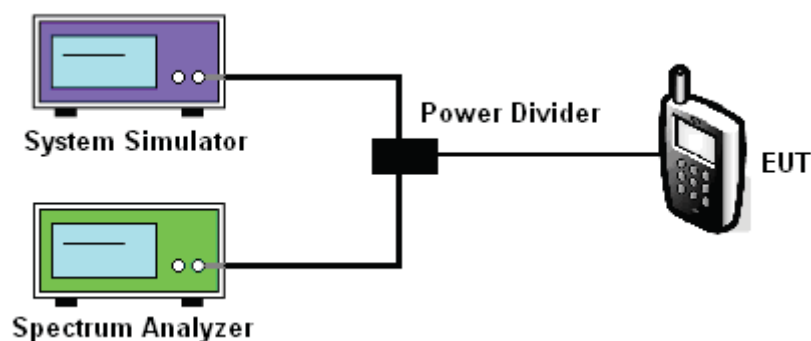 System Simulator
Power Divider
EUT
Spectrum Analyzer